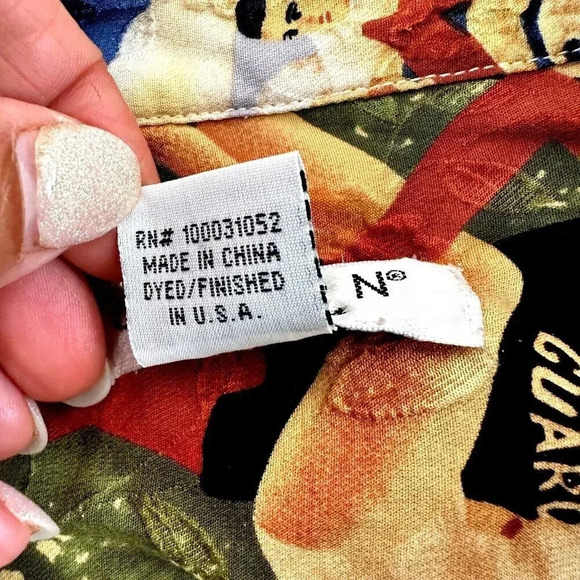 RN# 100031052
MADE IN CHINA
DYED/FINISHED
IN U.S.A.
N®
GUARD